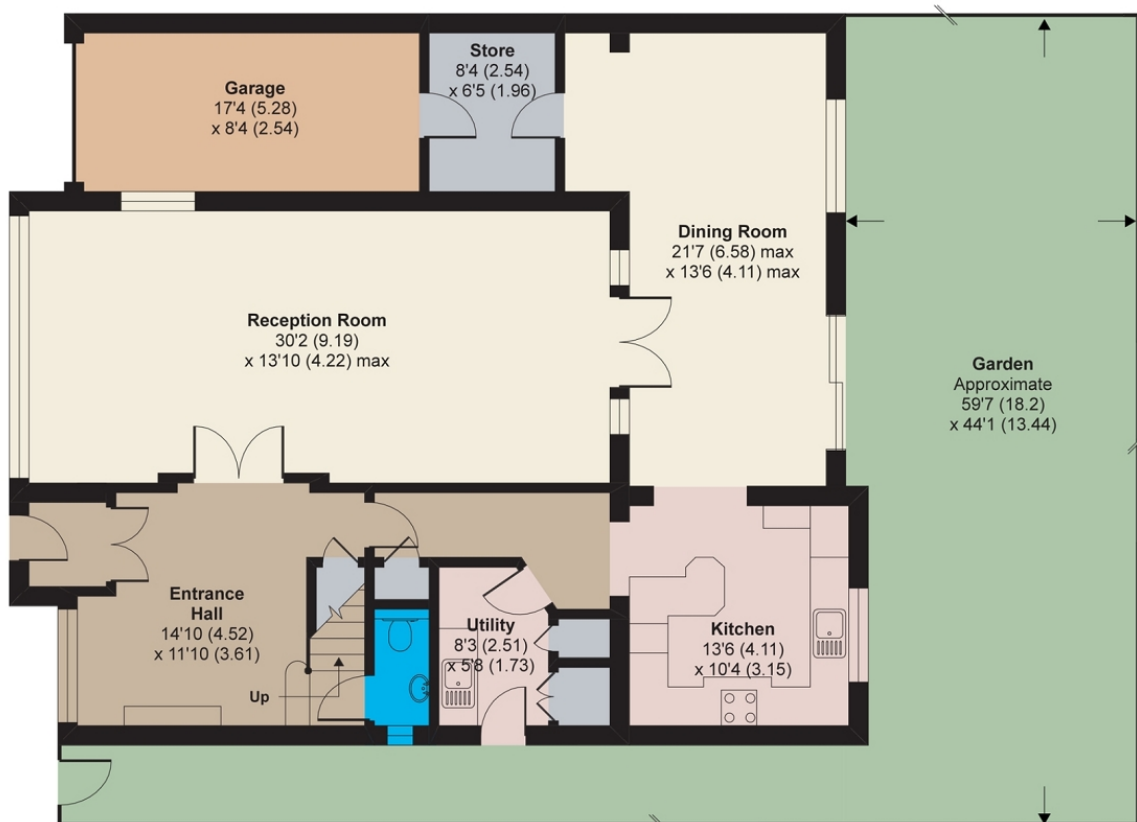 Store
8'4 (2.54)
x 6'5 (1.96)
Garage
17'4 (5.28)
x 8'4 (2.54)
Dining Room
21'7 (6.58) max
x 13'6 (4.11) max
Reception Room
30'2 (9.19)
x 13'10 (4.22) max
Garden
Approximate
59'7 (18.2)
x 44'1 (13.44)
Entrance
Hall
14'10 (4.52)
x 11'10 (3.61)
Up
Utility
8'3 (2.51)
x 5'8 (1.73)
Kitchen
13'6 (4.11)
x 10'4 (3.15)